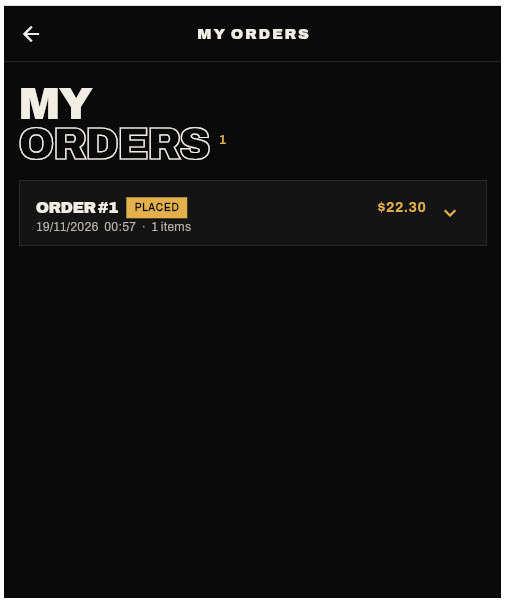 MY ORDERS
MY
ORDERS 1
ORDER #1 PLACED $22.30
19/11/2026 00:57 · 1 items